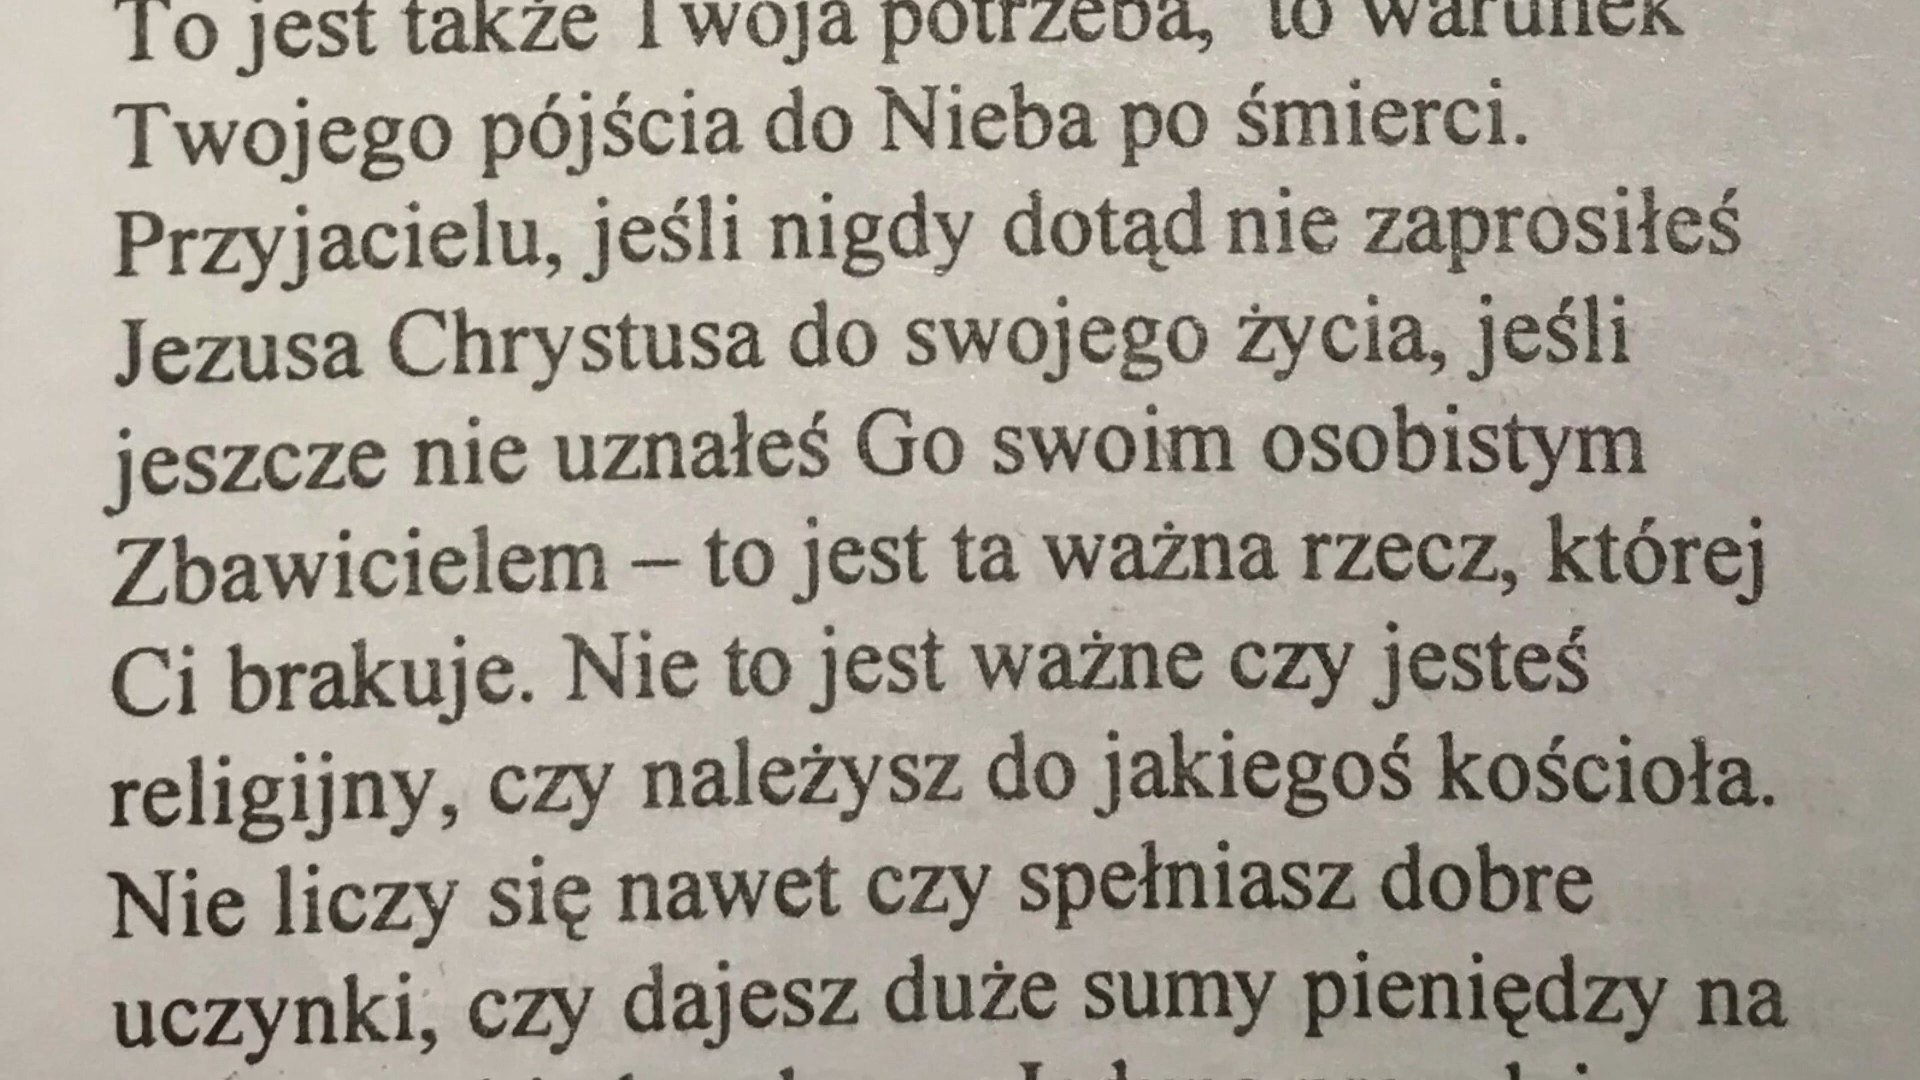 To jest także Twoja potrzeba, to warunek
Twojego pójścia do Nieba po śmierci.
Przyjacielu, jeśli nigdy dotąd nie zaprosiłeś
Jezusa Chrystusa do swojego życia, jeśli
jeszcze nie uznałeś Go swoim osobistym
Zbawicielem – to jest ta ważna rzecz, której
Ci brakuje. Nie to jest ważne czy jesteś
religijny, czy należysz do jakiegoś kościoła.
Nie liczy się nawet czy spełniasz dobre
uczynki, czy dajesz duże sumy pieniędzy na